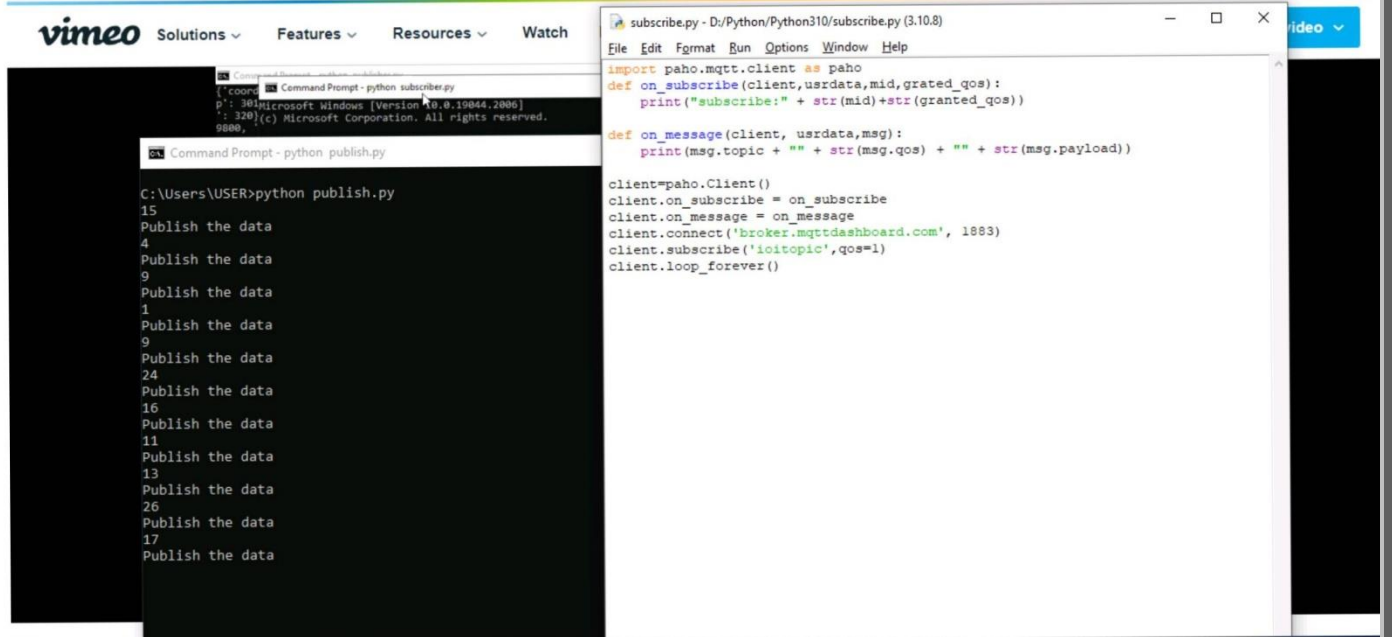 vimeo Solutions Features Resources Watch
ideo
Command Prompt - python subscriber.py
{'coord
p': 301
Microsoft Windows [Version 10.0.19044.2006]
': 320}
(c) Microsoft Corporation. All rights reserved.
9800,
Command Prompt - python publish.py
C:\Users\USER>python publish.py
15
Publish the data
4
Publish the data
9
Publish the data
1
Publish the data
9
Publish the data
24
Publish the data
16
Publish the data
11
Publish the data
13
Publish the data
26
Publish the data
17
Publish the data
subscribe.py - D:/Python/Python310/subscribe.py (3.10.8)
File Edit Format Run Options Window Help
import paho.mqtt.client as paho
def on_subscribe(client,usrdata,mid,grated_qos):
    print("subscribe:" + str(mid)+str(granted_qos))
def on_message(client, usrdata,msg):
    print(msg.topic + "" + str(msg.qos) + "" + str(msg.payload))
client=paho.Client()
client.on_subscribe = on_subscribe
client.on_message = on_message
client.connect('broker.mqttdashboard.com', 1883)
client.subscribe('ioitopic',qos=1)
client.loop_forever()